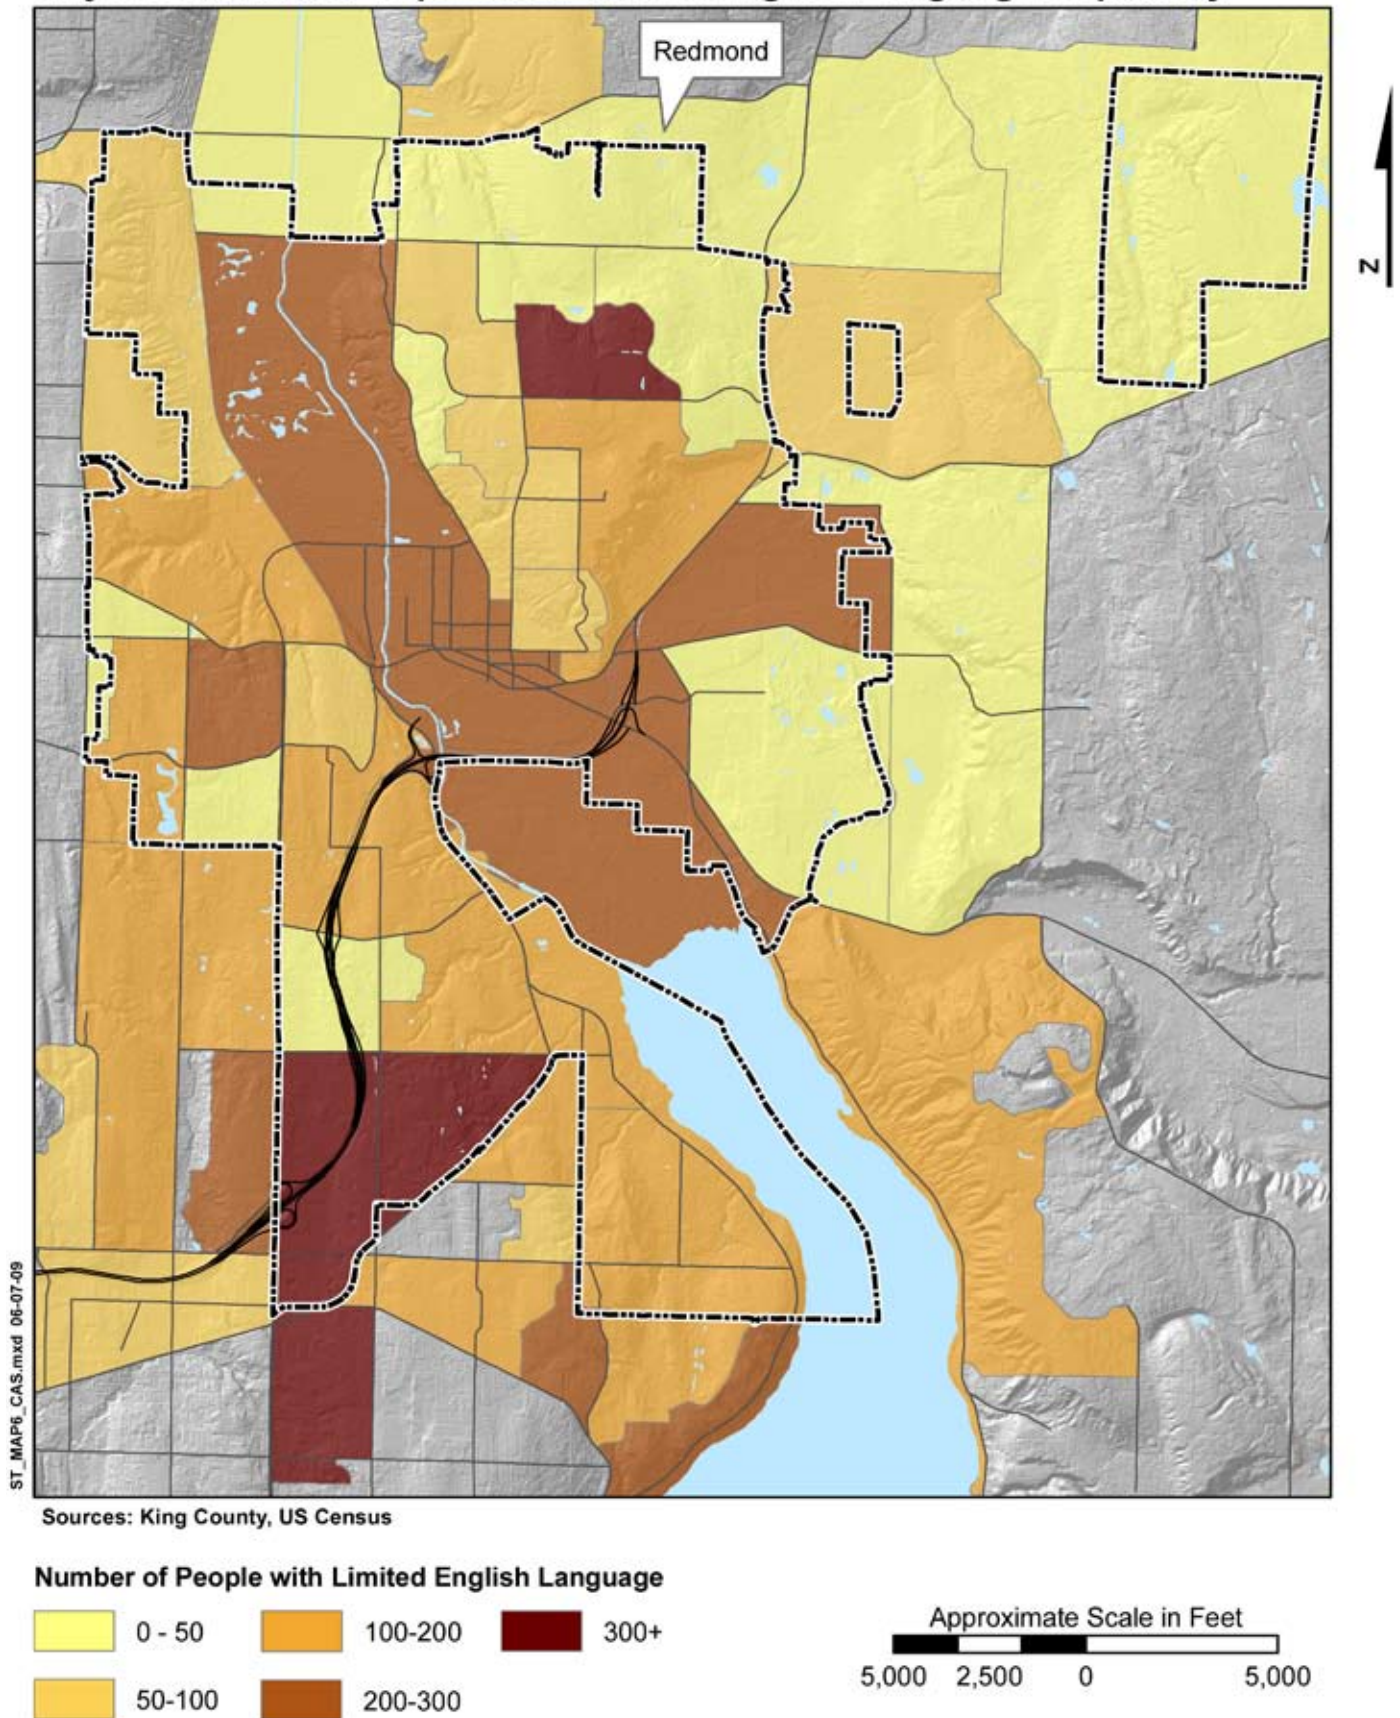 Redmond
N
ST_MAP6_CAS.mxd 06-07-09
Sources: King County, US Census
Number of People with Limited English Language
0 - 50
100-200
300+
50-100
200-300
Approximate Scale in Feet
5,000 2,500 0 5,000